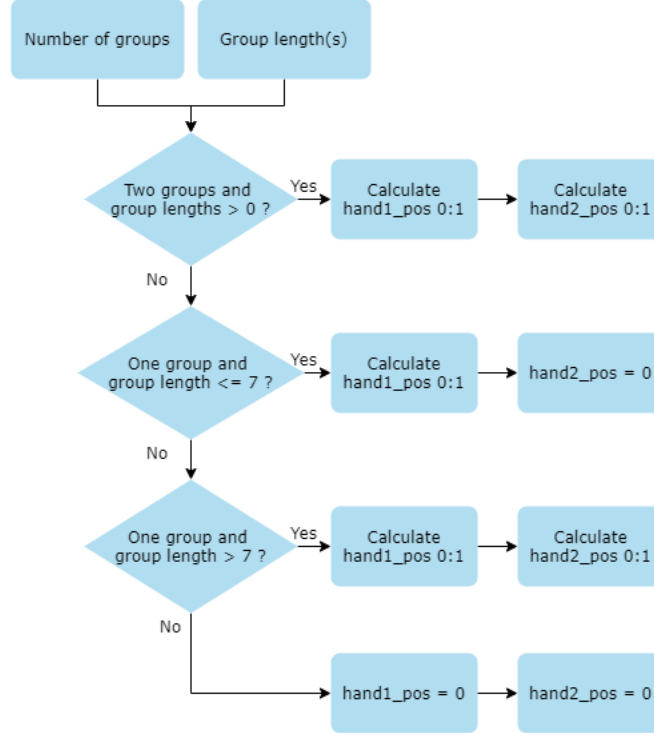 Number of groups
Group length(s)
Two groups and
group lengths > 0 ?
Yes
Calculate
hand1_pos 0:1
Calculate
hand2_pos 0:1
No
One group and
group length <= 7 ?
Yes
Calculate
hand1_pos 0:1
hand2_pos = 0
No
One group and
group length > 7 ?
Yes
Calculate
hand1_pos 0:1
Calculate
hand2_pos 0:1
No
hand1_pos = 0
hand2_pos = 0